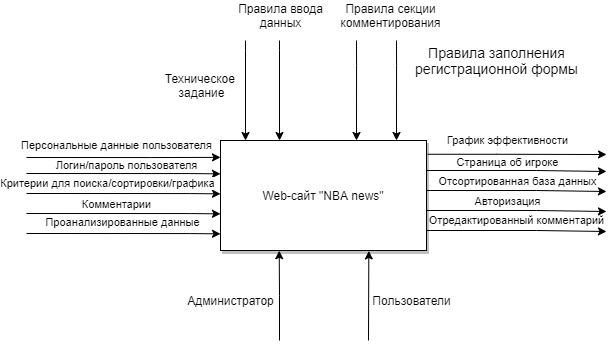 Правила ввода
данных
Правила секции
комментирования
Правила заполнения
регистрационной формы
Техническое
задание
Персональные данные пользователя
Логин/пароль пользователя
Критерии для поиска/сортировки/графика
Комментарии
Проанализированные данные
Web-сайт "NBA news"
График эффективности
Страница об игроке
Отсортированная база данных
Авторизация
Отредактированный комментарий
Администратор
Пользователи